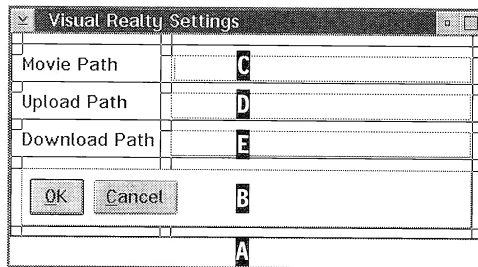 Visual Realty Settings
Movie Path C
Upload Path D
Download Path E
OK Cancel B
A